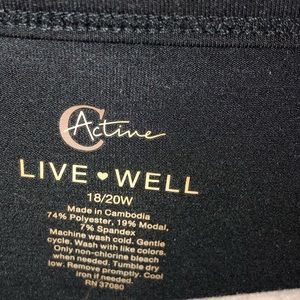 C Active
LIVE ♥ WELL
18/20W
Made in Cambodia
74% Polyester, 19% Modal,
7% Spandex
Machine wash cold. Gentle
cycle. Wash with like colors.
Only non-chlorine bleach
when needed. Tumble dry
low. Remove promptly. Cool
iron if needed.
RN 37080